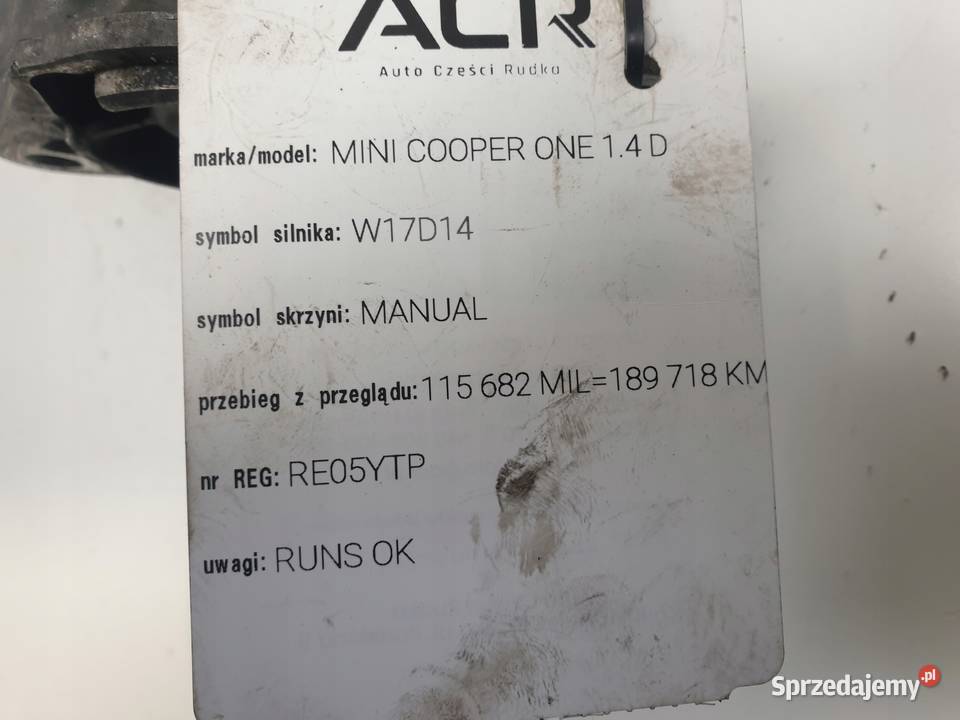 ACR
Auto Części Rudka
marka/model: MINI COOPER ONE 1.4 D
symbol silnika: W17D14
symbol skrzyni: MANUAL
przebieg z przeglądu: 115 682 MIL=189 718 KM
nr REG: RE05YTP
uwagi: RUNS OK
Sprzedajemy.pl